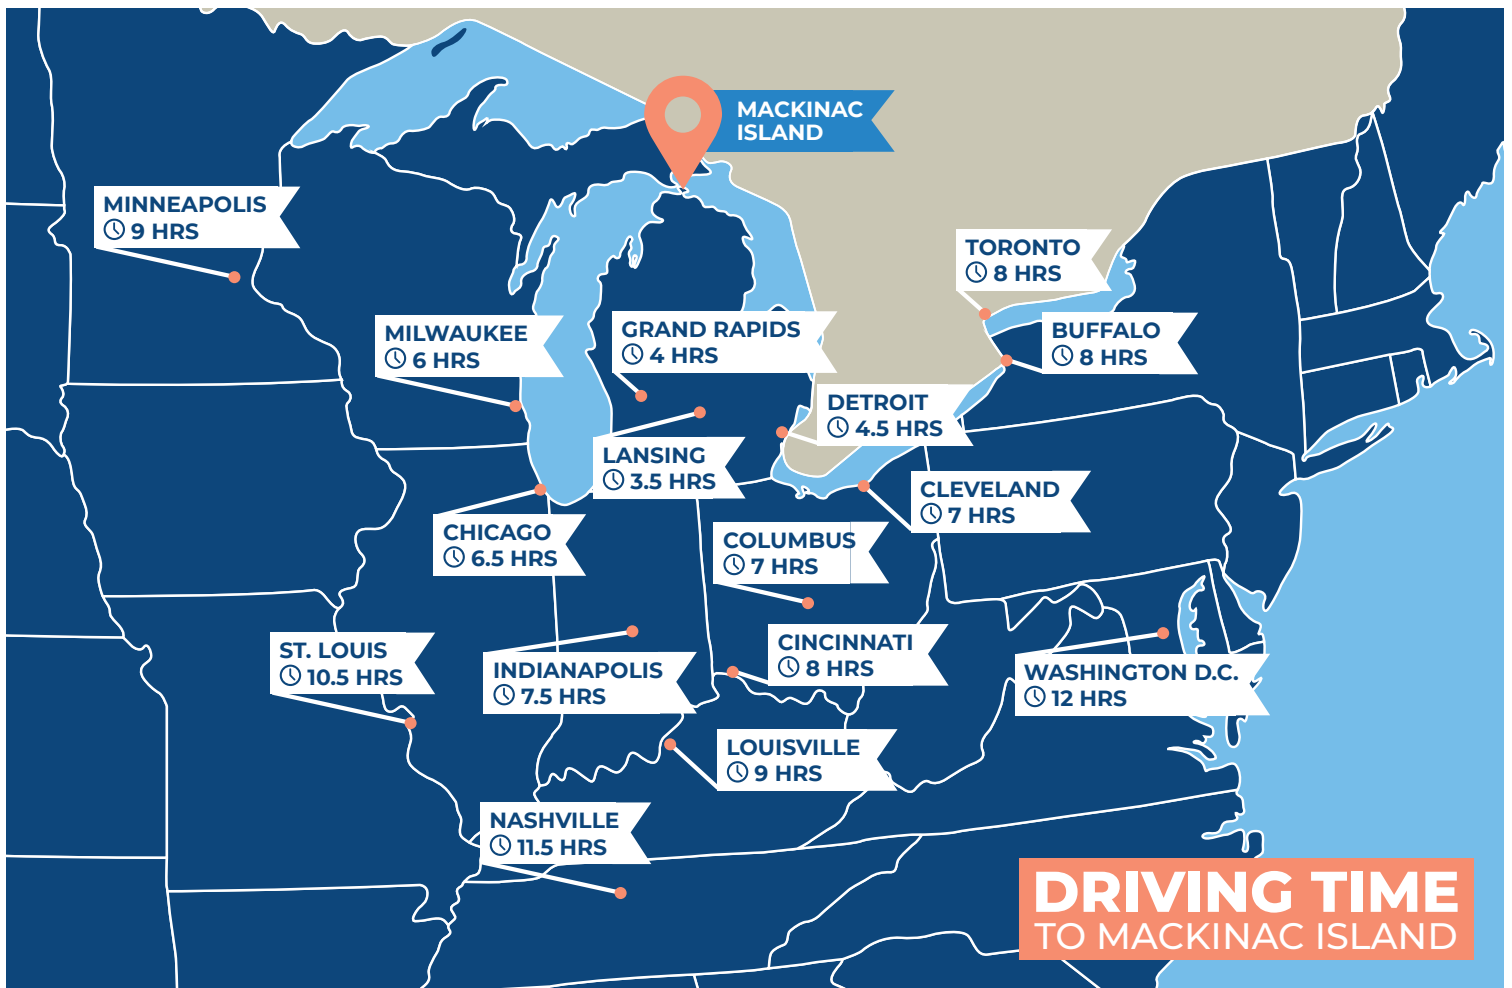 MACKINAC
ISLAND
MINNEAPOLIS
9 HRS
TORONTO
8 HRS
MILWAUKEE
6 HRS
GRAND RAPIDS
4 HRS
BUFFALO
8 HRS
DETROIT
4.5 HRS
LANSING
3.5 HRS
CLEVELAND
7 HRS
CHICAGO
6.5 HRS
COLUMBUS
7 HRS
ST. LOUIS
10.5 HRS
INDIANAPOLIS
7.5 HRS
CINCINNATI
8 HRS
WASHINGTON D.C.
12 HRS
LOUISVILLE
9 HRS
NASHVILLE
11.5 HRS
DRIVING TIME
TO MACKINAC ISLAND